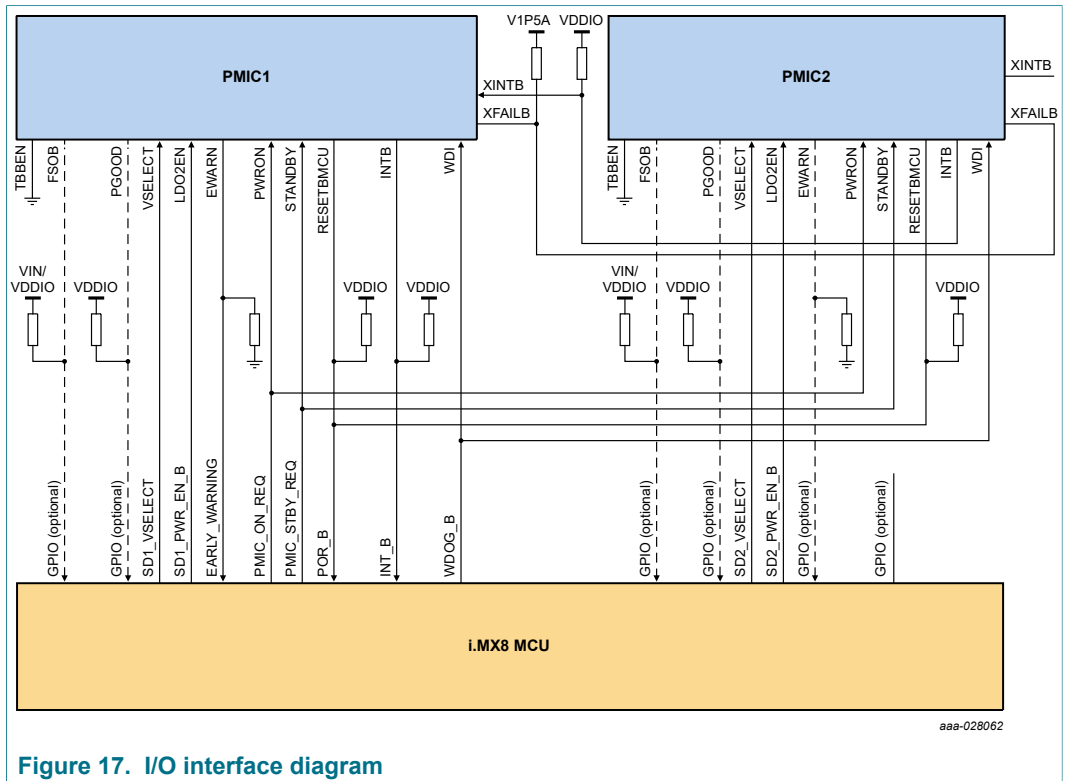 V1P5A
VDDIO
PMIC1
PMIC2
XINTB
XINTB
XFAILB
XFAILB
TBBEN
FSOB
PGOOD
VSELECT
LDO2EN
EWARN
PWRON
STANDBY
RESETBMCU
INTB
WDI
TBBEN
FSOB
PGOOD
VSELECT
LDO2EN
EWARN
PWRON
STANDBY
RESETBMCU
INTB
WDI
VIN/
VDDIO
VDDIO
VDDIO
VDDIO
VIN/
VDDIO
VDDIO
VDDIO
GPIO (optional)
GPIO (optional)
SD1_VSELECT
SD1_PWR_EN_B
EARLY_WARNING
PMIC_ON_REQ
PMIC_STBY_REQ
POR_B
INT_B
WDOG_B
GPIO (optional)
GPIO (optional)
SD2_VSELECT
SD2_PWR_EN_B
GPIO (optional)
GPIO (optional)
i.MX8 MCU
aaa-028062
Figure 17. I/O interface diagram